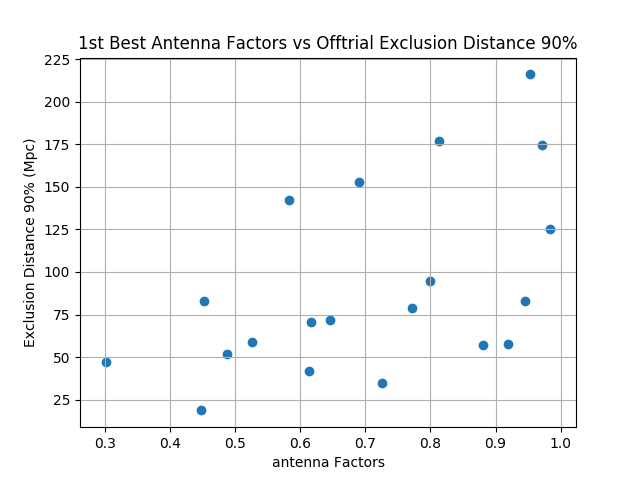 1st Best Antenna Factors vs Offtrial Exclusion Distance 90%
225
200
175
150
125
100
75
50
25
Exclusion Distance 90% (Mpc)
0.3 0.4 0.5 0.6 0.7 0.8 0.9 1.0
antenna Factors